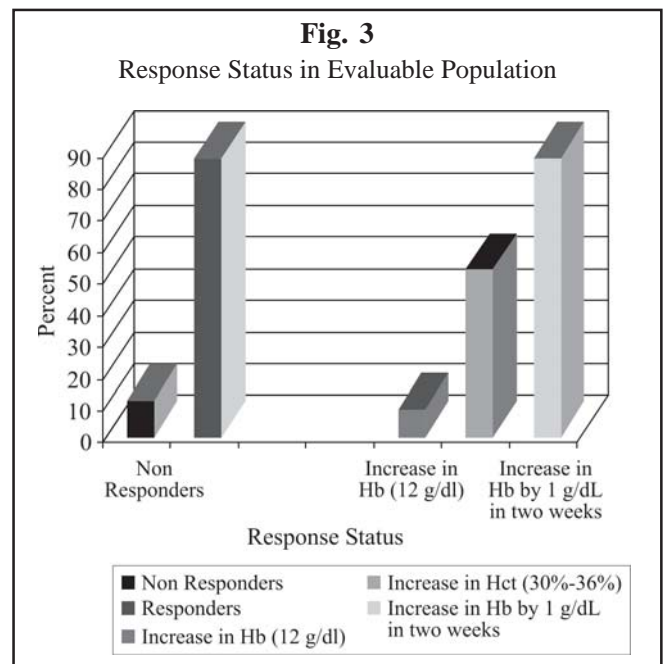 Fig. 3
Response Status in Evaluable Population
90
80
70
60
50
40
30
20
10
0
Percent
Non
Responders
Increase in
Hb (12 g/dl)
Increase in
Hb by 1 g/dL
in two weeks
Response Status
Non Responders
Responders
Increase in Hb (12 g/dl)
Increase in Hct (30%-36%)
Increase in Hb by 1 g/dL
in two weeks